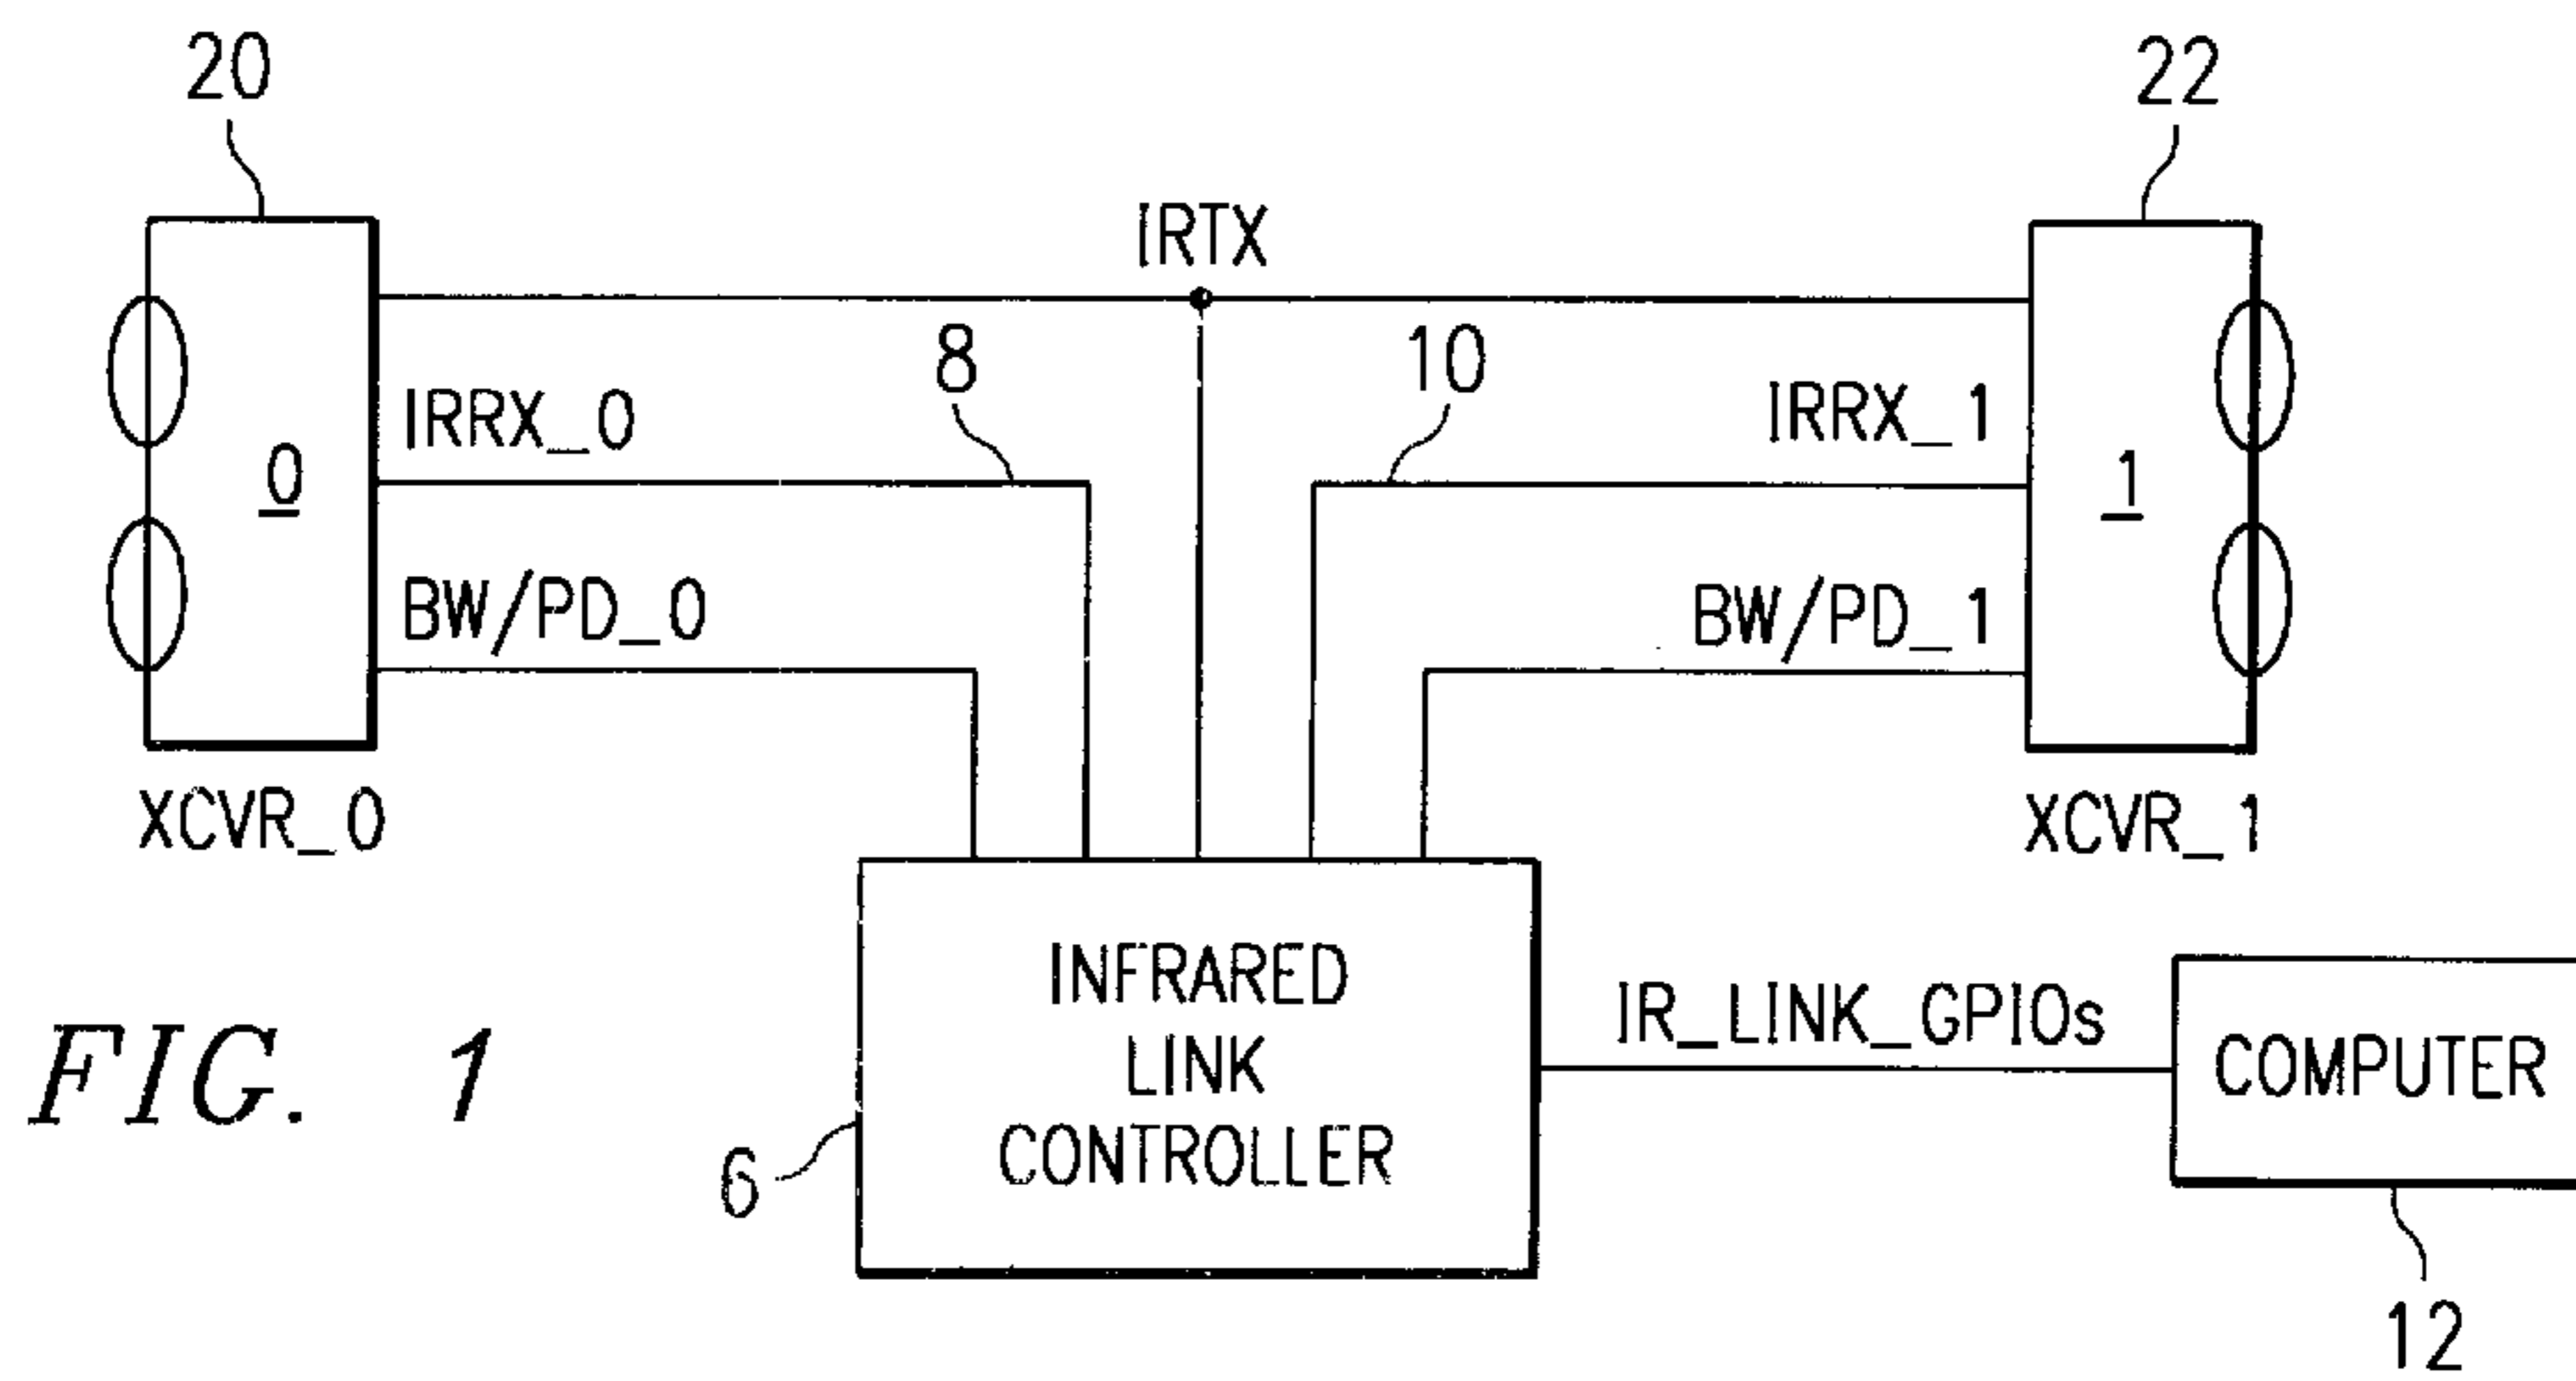 20
22
IRTX
8
10
IRRX_0
IRRX_1
0
1
BW/PD_0
BW/PD_1
XCVR_0
XCVR_1
INFRARED
LINK
CONTROLLER
IR_LINK_GPIOs
COMPUTER
6
12
FIG. 1